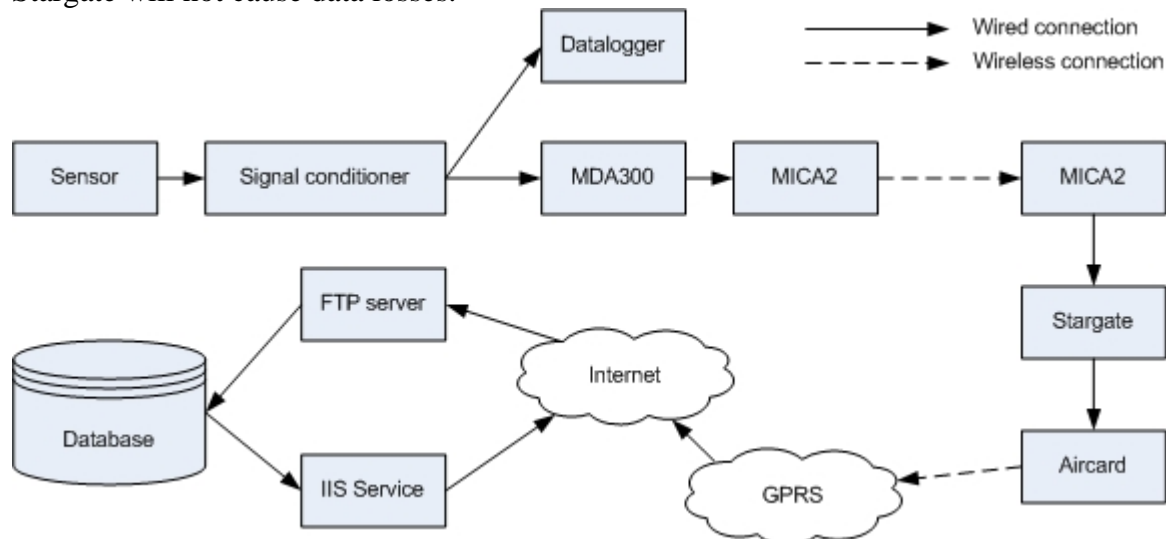 Stargate will not cause data losses.
Datalogger
Wired connection
Wireless connection
Sensor
Signal conditioner
MDA300
MICA2
MICA2
FTP server
Stargate
Internet
Database
IIS Service
GPRS
Aircard